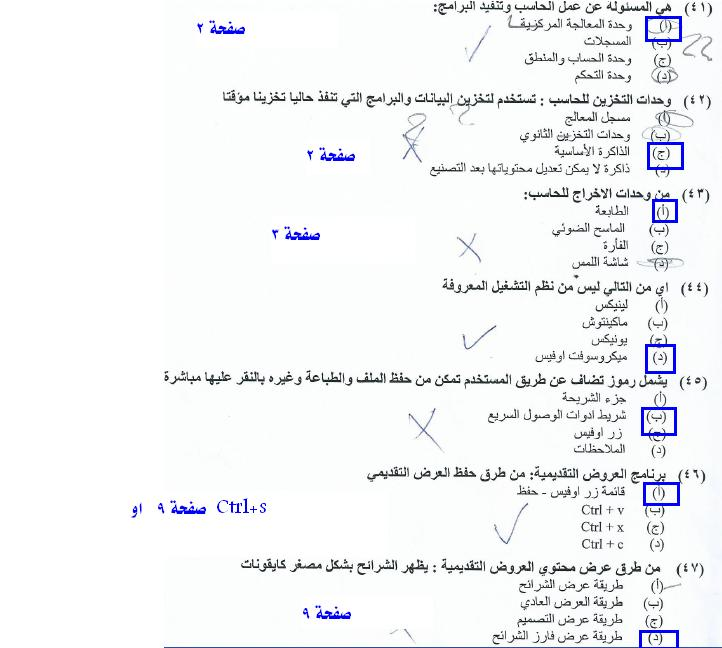 (٤١) هي المسئولة عن عمل الحاسب وتنفيذ البرامج:
(أ) وحدة المعالجة المركزية
صفحة ٢
(ب) المسجلات
(ج) وحدة الحساب والمنطق
(د) وحدة التحكم
(٤٢) وحدات التخزين للحاسب : تستخدم لتخزين البيانات والبرامج التي تنفذ حاليا تخزينا مؤقتا
(أ) مسجل المعالج
(ب) وحدات التخزين الثانوي
(ج) الذاكرة الأساسية
صفحة ٢
(د) ذاكرة لا يمكن تعديل محتوياتها بعد التصنيع
(٤٣) من وحدات الاخراج للحاسب:
(أ) الطابعة
(ب) الماسح الضوئي
صفحة ٣
(ج) الفأرة
(د) شاشة اللمس
(٤٤) اي من التالي ليس من نظم التشغيل المعروفة
(أ) لينيكس
(ب) ماكينتوش
(ج) يونيكس
(د) ميكروسوفت اوفيس
(٤٥) يشمل رموز تضاف عن طريق المستخدم تمكن من حفظ الملف والطباعة وغيره بالنقر عليها مباشرة
(أ) جزء الشريحة
(ب) شريط ادوات الوصول السريع
(ج) زر اوفيس
(د) الملاحظات
(٤٦) برنامج العروض التقديمية: من طرق حفظ العرض التقديمي
(أ) قائمة زر اوفيس - حفظ
(ب) Ctrl + v
Ctrl+s صفحة ٩ او
(ج) Ctrl + x
(د) Ctrl + c
(٤٧) من طرق عرض محتوي العروض التقديمية : يظهر الشرائح بشكل مصغر كايقونات
(أ) طريقة عرض الشرائح
(ب) طريقة العرض العادي
صفحة ٩
(ج) طريقة عرض التصميم
(د) طريقة عرض فارز الشرائح